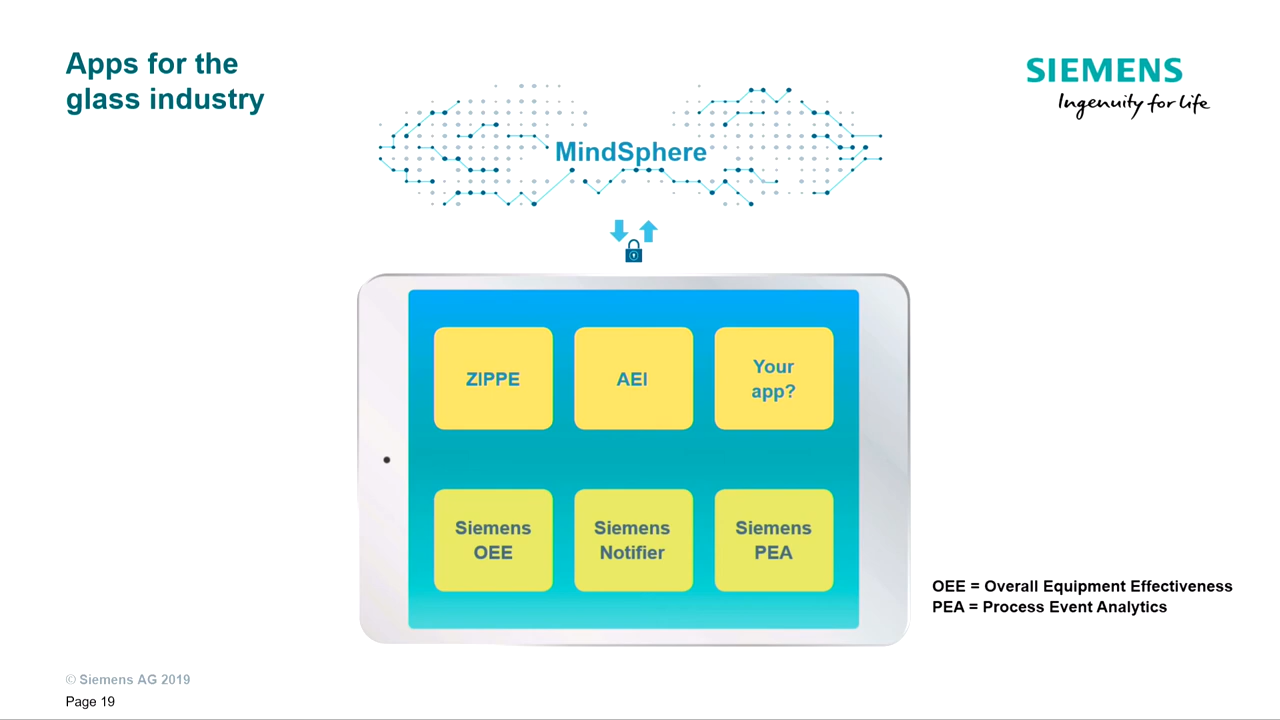 Apps for the
glass industry
SIEMENS
Ingenuity for life
MindSphere
ZIPPE
AEI
Your
app?
Siemens
OEE
Siemens
Notifier
Siemens
PEA
OEE = Overall Equipment Effectiveness
PEA = Process Event Analytics
© Siemens AG 2019
Page 19